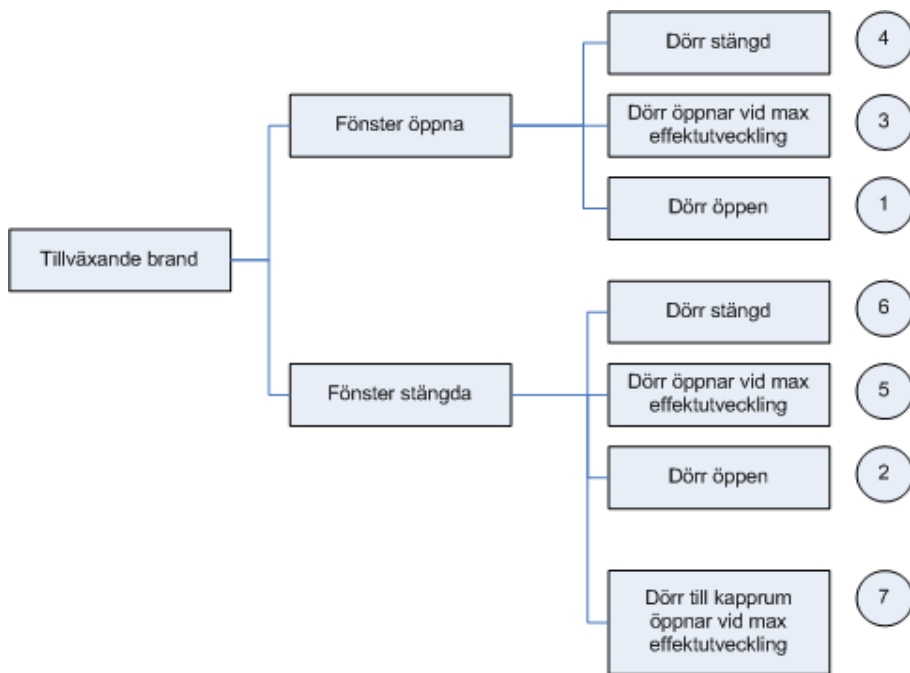 Dörr stängd
4
Fönster öppna
Dörr öppnar vid max
effektutveckling
3
Dörr öppen
1
Tillväxande brand
Dörr stängd
6
Fönster stängda
Dörr öppnar vid max
effektutveckling
5
Dörr öppen
2
Dörr till kapprum
öppnar vid max
effektutveckling
7